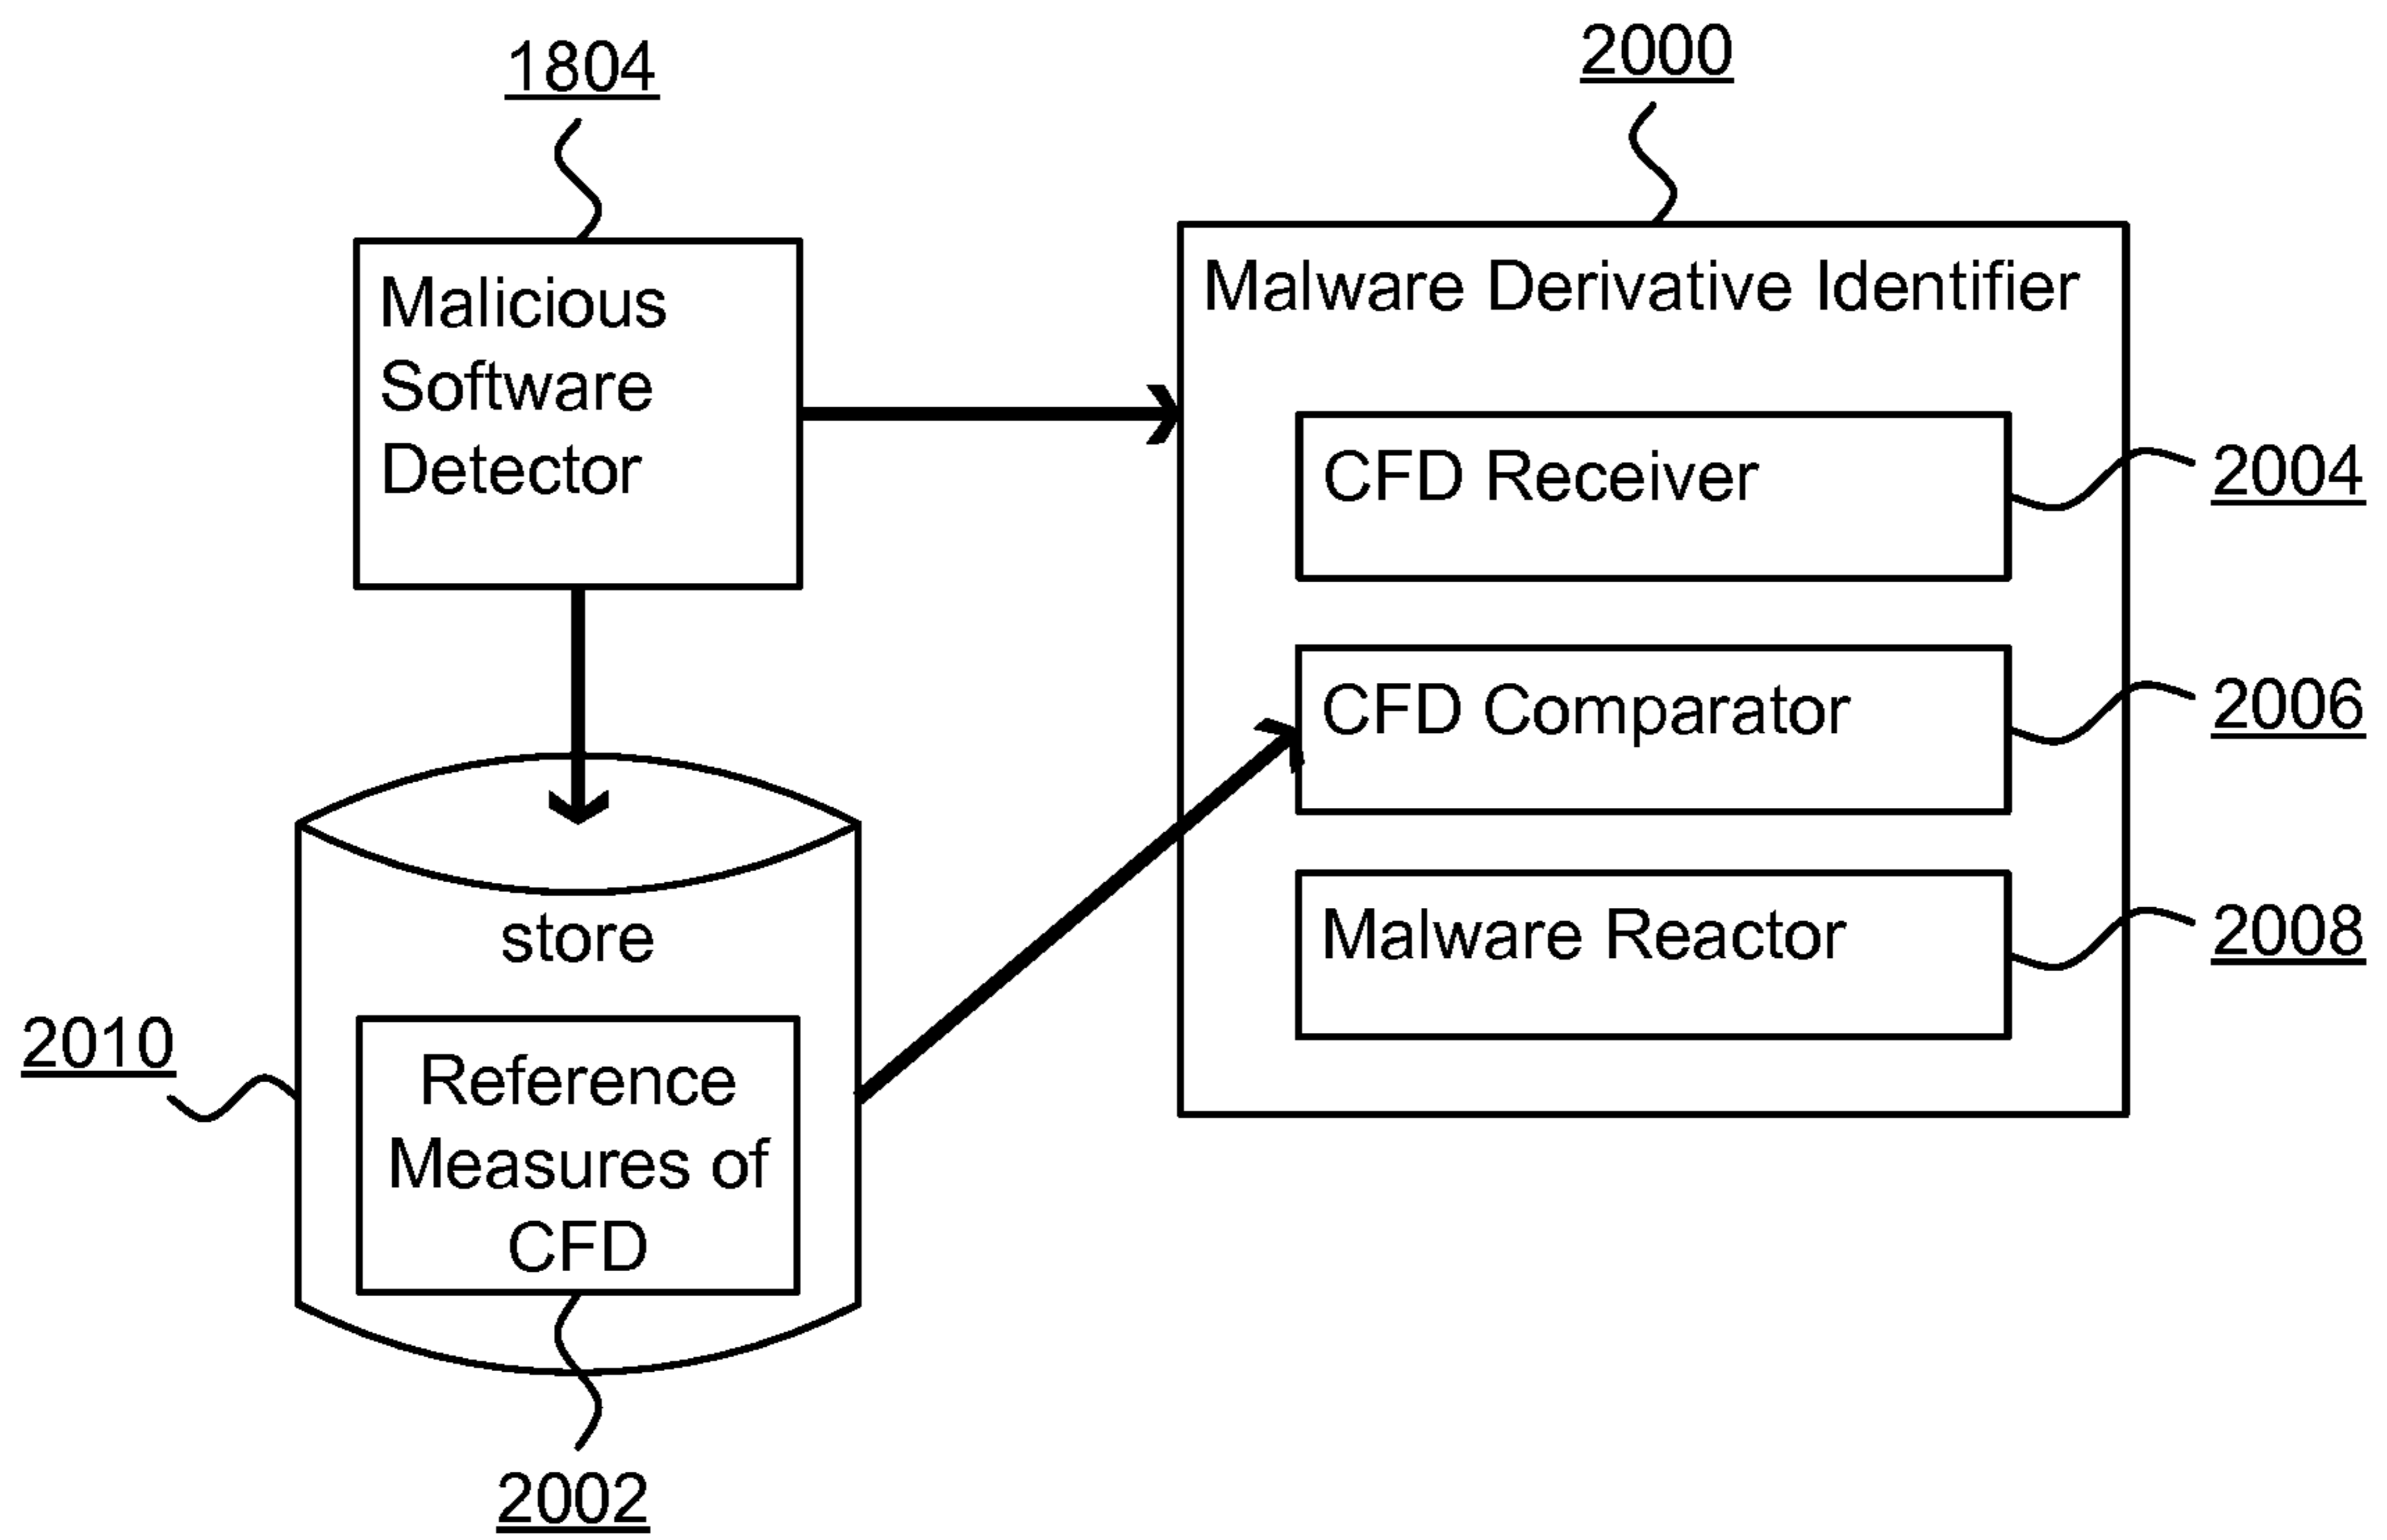 1804
2000
Malicious
Software
Detector
Malware Derivative Identifier
CFD Receiver
2004
CFD Comparator
2006
Malware Reactor
2008
store
2010
Reference
Measures of
CFD
2002